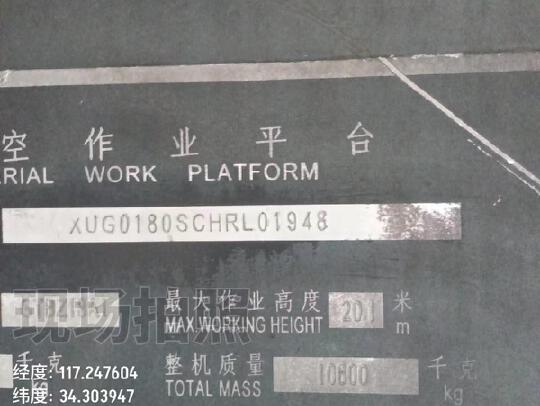 空作业平台
ERIAL WORK PLATFORM
XUG0180SCHRL01948
最大作业高度 20.1 米
MAX.WORKING HEIGHT m
现场拍照
千克 整机质量 10800 千克
kg TOTAL MASS kg
经度: 117.247604
纬度: 34.303947